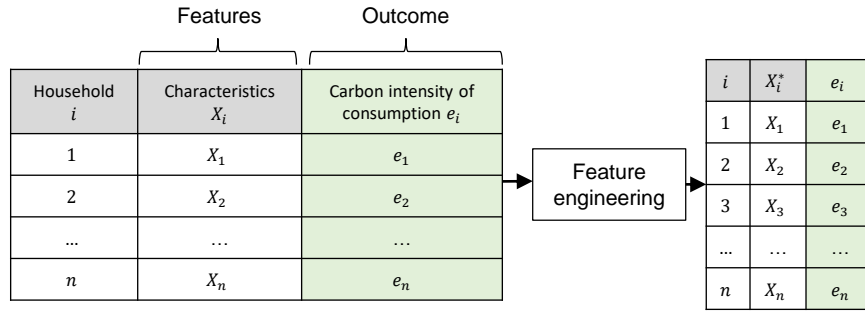 Features Outcome
Household Characteristics Carbon intensity of
i X_i consumption e_i
1 X_1 e_1
2 X_2 e_2
... ... ...
n X_n e_n
Feature
engineering
i X_i^* e_i
1 X_1 e_1
2 X_2 e_2
3 X_3 e_3
... ... ...
n X_n e_n